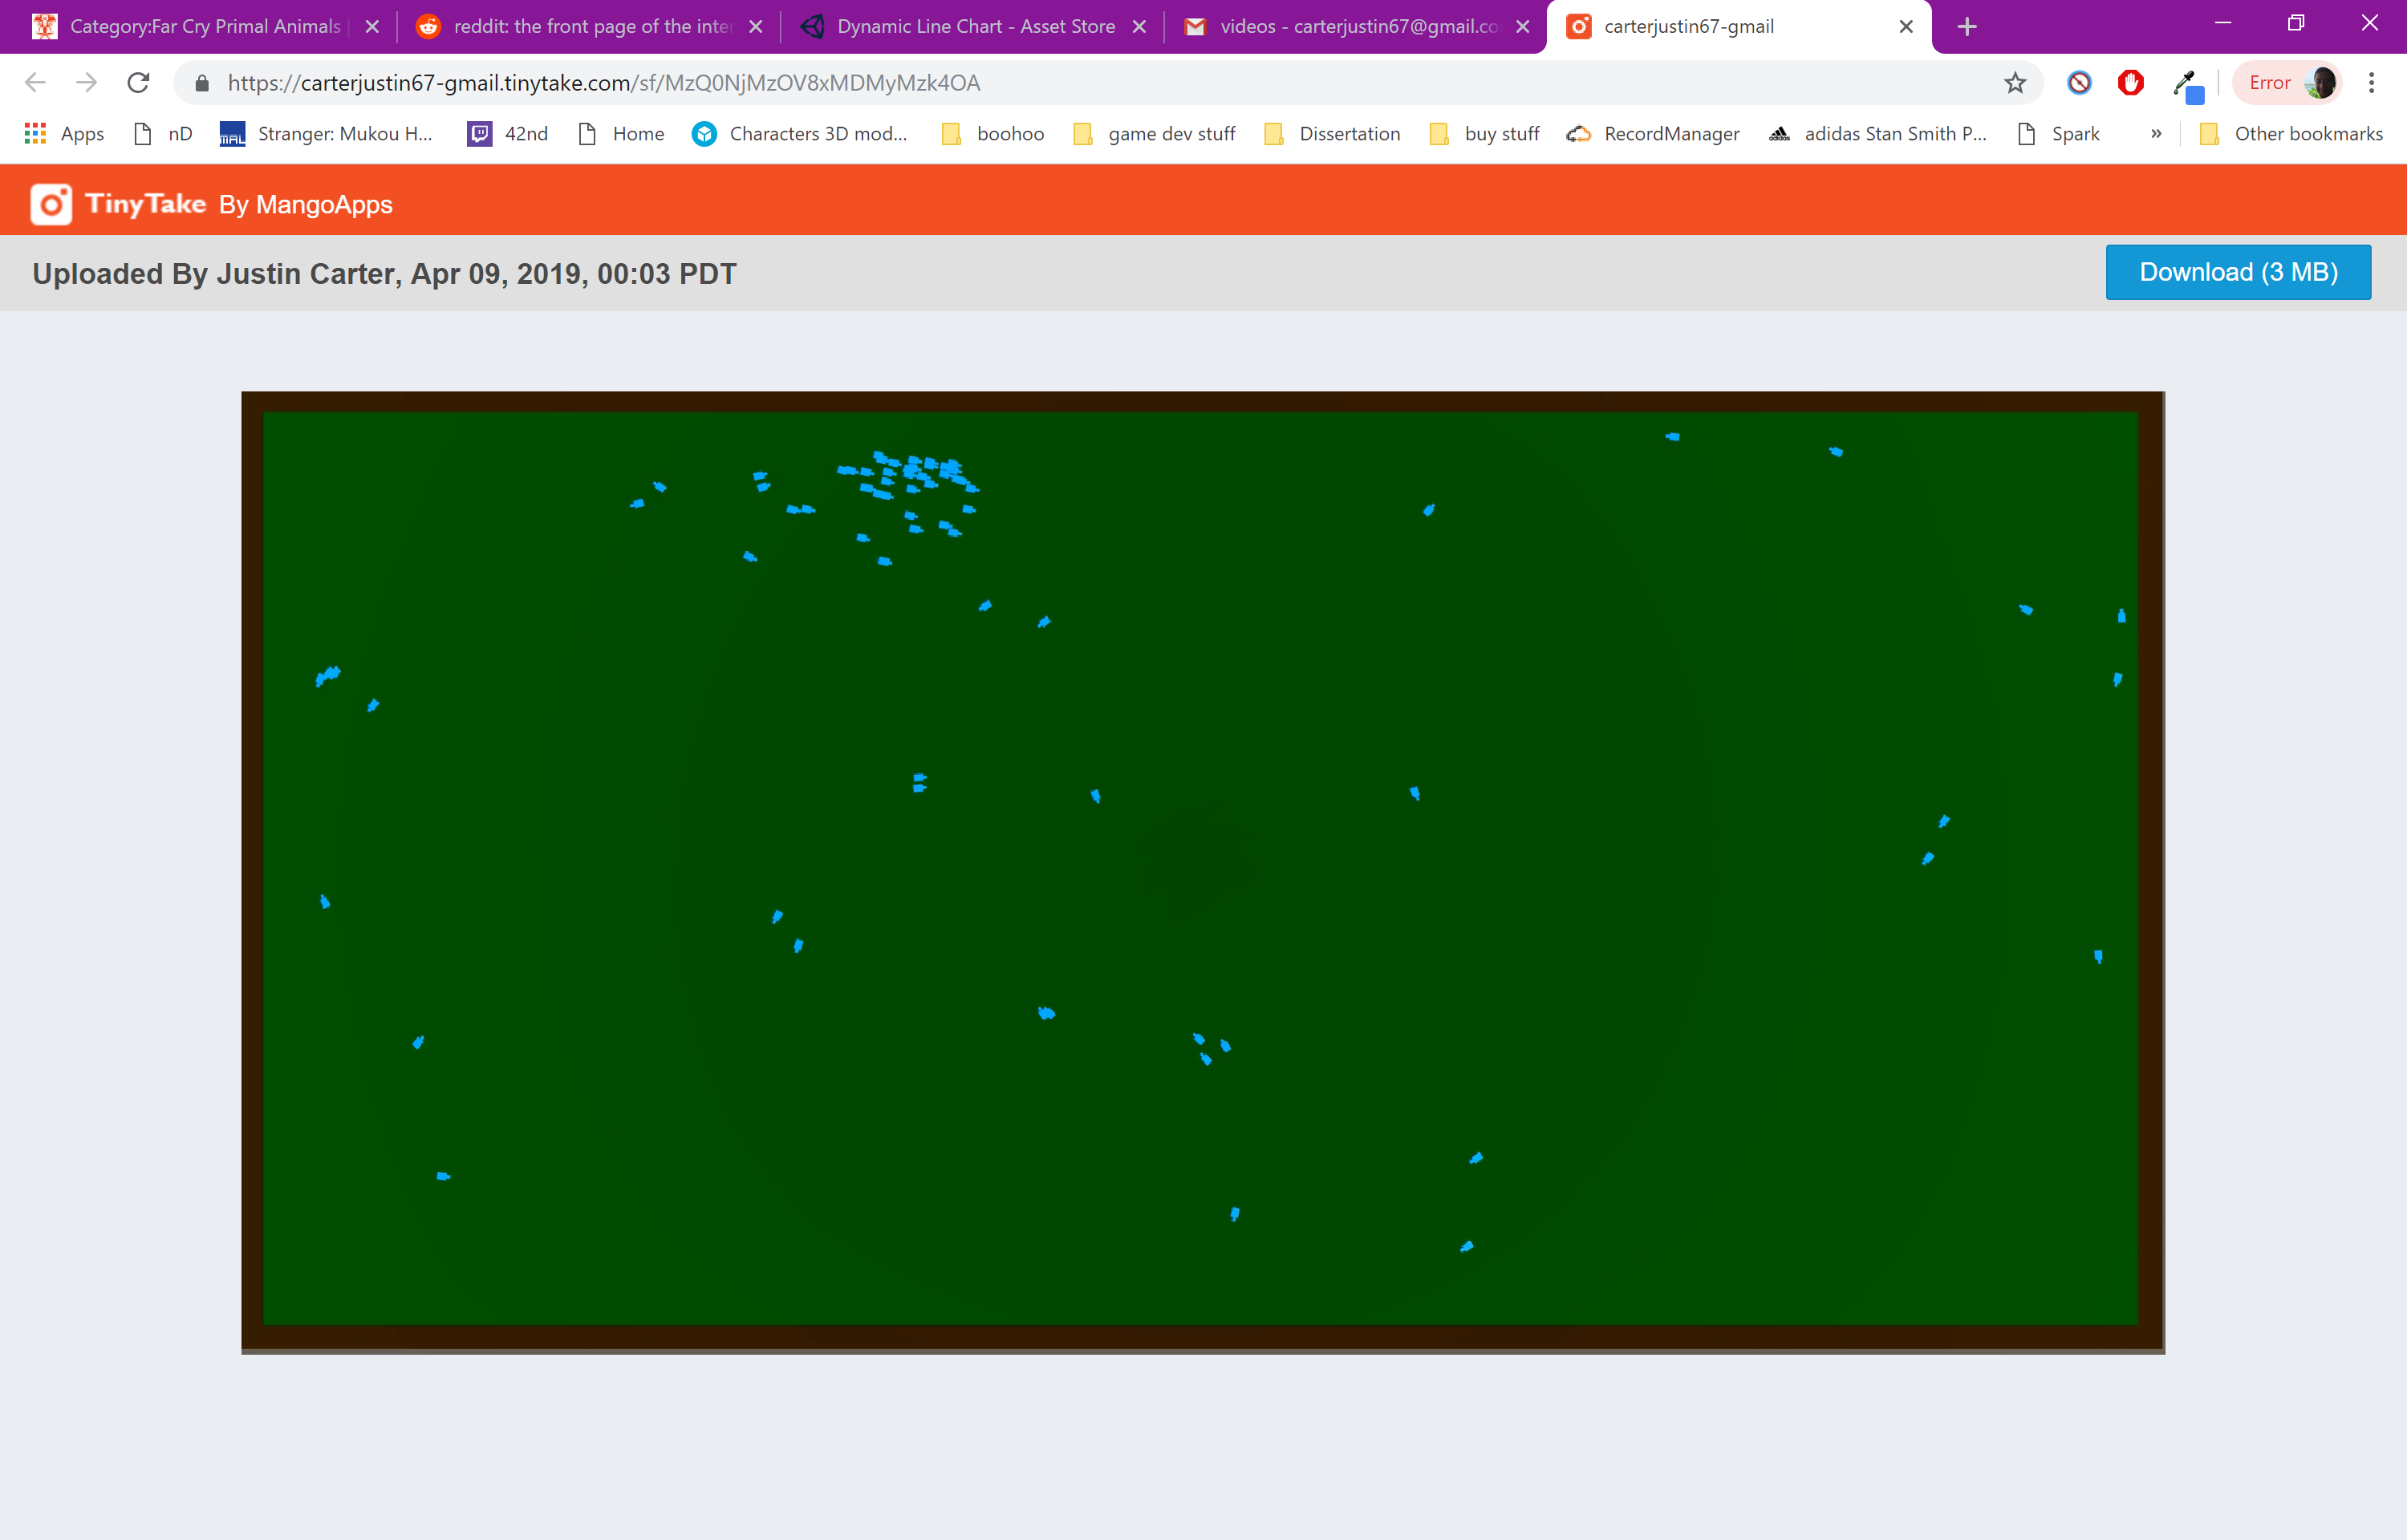 Category:Far Cry Primal Animals
reddit: the front page of the inter
Dynamic Line Chart - Asset Store
videos - carterjustin67@gmail.co
carterjustin67-gmail
https://carterjustin67-gmail.tinytake.com/sf/MzQ0NjMzOV8xMDMyMzk4OA
Error
Apps
nD
MAL
Stranger: Mukou H...
42nd
Home
Characters 3D mod...
boohoo
game dev stuff
Dissertation
buy stuff
RecordManager
adidas
adidas Stan Smith P...
Spark
»
Other bookmarks
TinyTake By MangoApps
Uploaded By Justin Carter, Apr 09, 2019, 00:03 PDT
Download (3 MB)